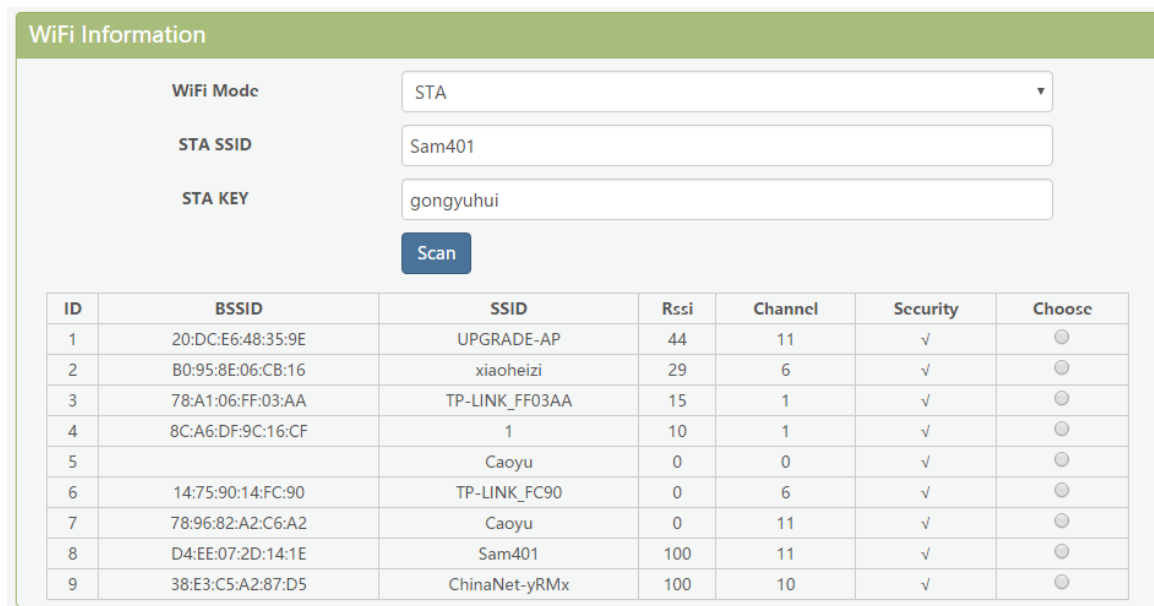 WiFi Information
WiFi Mode STA
STA SSID Sam401
STA KEY gongyuhui
Scan
ID BSSID SSID Rssi Channel Security Choose
1 20:DC:E6:48:35:9E UPGRADE-AP 44 11 √
2 B0:95:8E:06:CB:16 xiaoheizi 29 6 √
3 78:A1:06:FF:03:AA TP-LINK_FF03AA 15 1 √
4 8C:A6:DF:9C:16:CF 1 10 1 √
5 Caoyu 0 0 √
6 14:75:90:14:FC:90 TP-LINK_FC90 0 6 √
7 78:96:82:A2:C6:A2 Caoyu 0 11 √
8 D4:EE:07:2D:14:1E Sam401 100 11 √
9 38:E3:C5:A2:87:D5 ChinaNet-yRMx 100 10 √